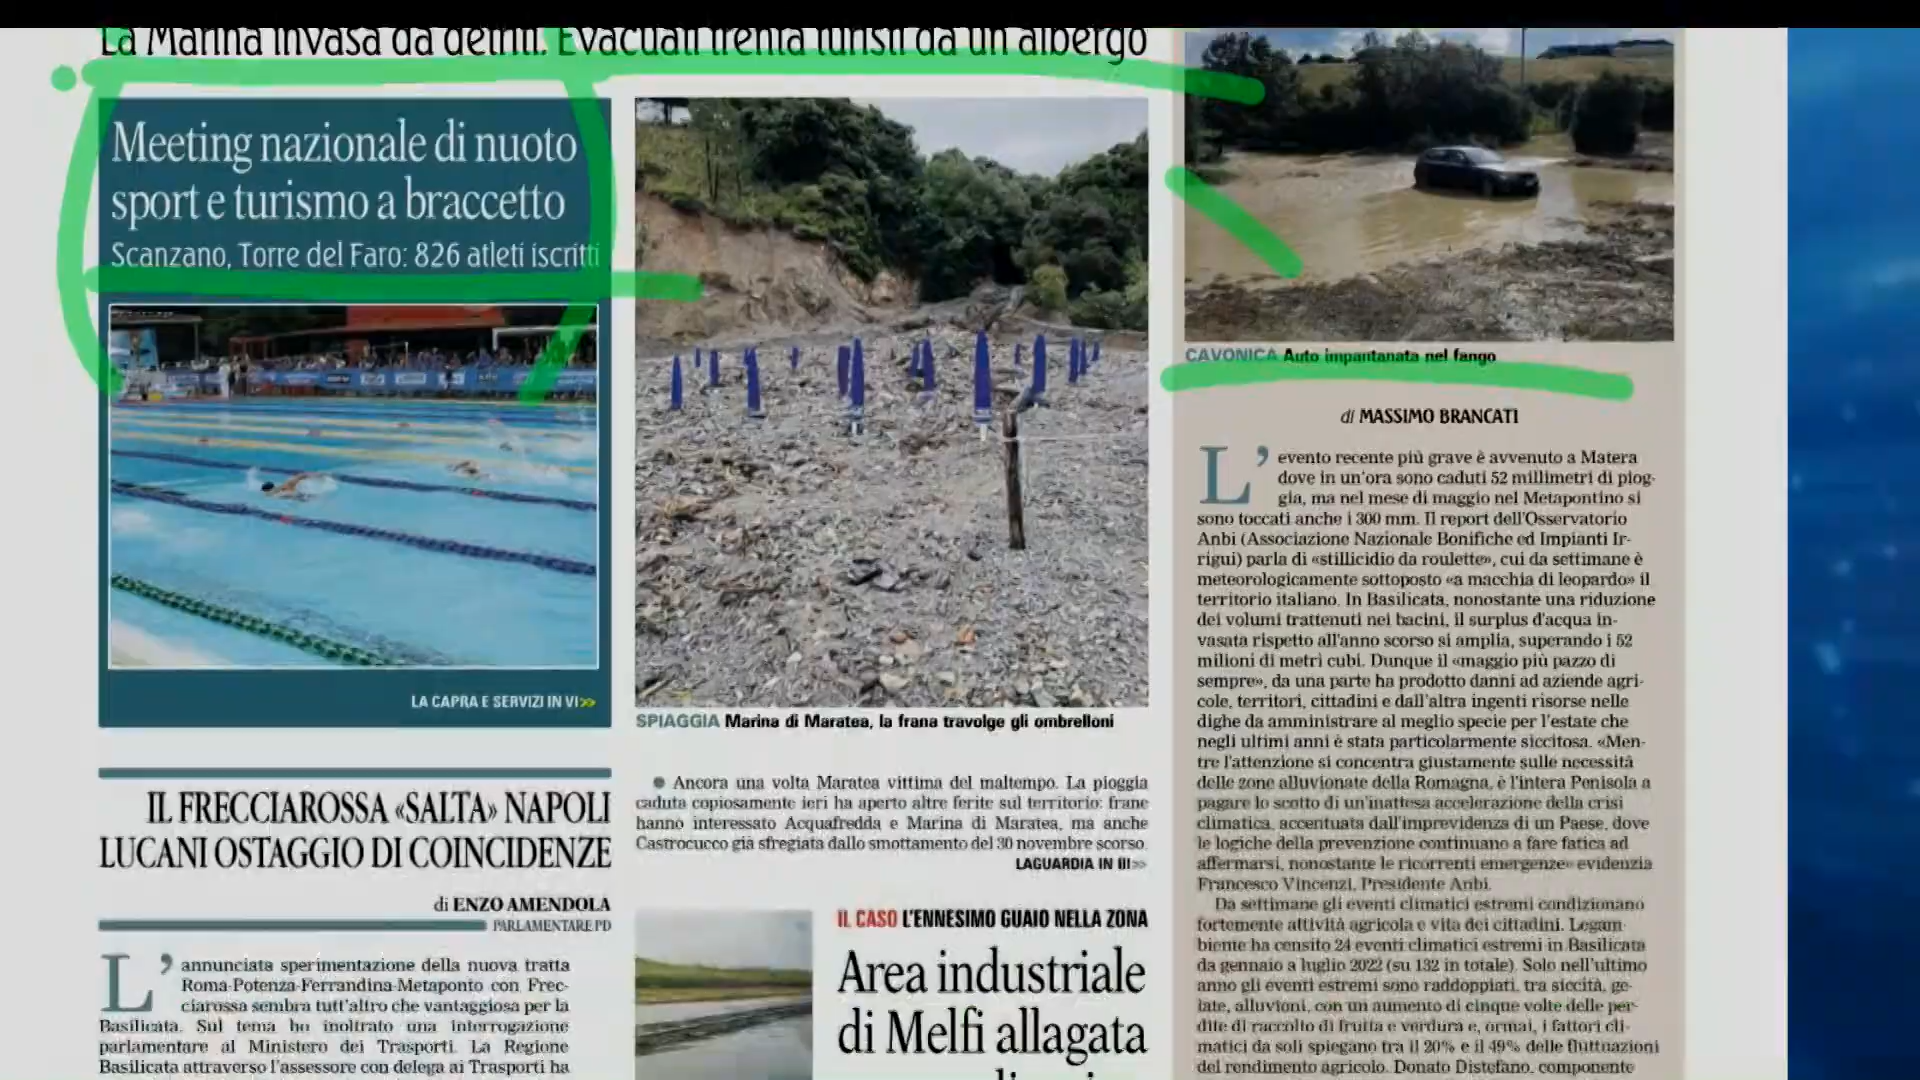 La Marina invasa da detriti. Evacuati trenta turisti da un albergo
Meeting nazionale di nuoto
sport e turismo a braccetto
Scanzano, Torre del Faro: 826 atleti iscritti
LA CAPRA E SERVIZI IN VI>>
IL FRECCIAROSSA «SALTA» NAPOLI
LUCANI OSTAGGIO DI COINCIDENZE
di ENZO AMENDOLA
PARLAMENTARE PD
L'annunciata sperimentazione della nuova tratta
Roma-Potenza-Ferrandina-Metaponto con Frec-
ciarossa sembra tutt'altro che vantaggiosa per la
Basilicata. Sul tema ho inoltrato una interrogazione
parlamentare al Ministero dei Trasporti. La Regione
Basilicata attraverso l'assessore con delega ai Trasporti ha
SPIAGGIA Marina di Maratea, la frana travolge gli ombrelloni
● Ancora una volta Maratea vittima del maltempo. La pioggia
caduta copiosamente ieri ha aperto altre ferite sul territorio: frane
hanno interessato Acquafredda e Marina di Maratea, ma anche
Castrocucco già sfregiata dallo smottamento del 30 novembre scorso.
LAGUARDIA IN III>>
IL CASO L'ENNESIMO GUAIO NELLA ZONA
Area industriale
di Melfi allagata
CAVONICA Auto impantanata nel fango
di MASSIMO BRANCATI
L'evento recente più grave è avvenuto a Matera
dove in un'ora sono caduti 52 millimetri di piog-
gia, ma nel mese di maggio nel Metapontino si
sono toccati anche i 300 mm. Il report dell'Osservatorio
Anbi (Associazione Nazionale Bonifiche ed Impianti Ir-
rigui) parla di «stillicidio da roulette», cui da settimane è
meteorologicamente sottoposto «a macchia di leopardo» il
territorio italiano. In Basilicata, nonostante una riduzione
dei volumi trattenuti nei bacini, il surplus d'acqua in-
vasata rispetto all'anno scorso si amplia, superando i 52
milioni di metri cubi. Dunque il «maggio più pazzo di
sempre», da una parte ha prodotto danni ad aziende agri-
cole, territori, cittadini e dall'altra ingenti risorse nelle
dighe da amministrare al meglio specie per l'estate che
negli ultimi anni è stata particolarmente siccitosa. «Men-
tre l'attenzione si concentra giustamente sulle necessità
delle zone alluvionate della Romagna, è l'intera Penisola a
pagare lo scotto di un'inattesa accelerazione della crisi
climatica, accentuata dall'imprevidenza di un Paese, dove
le logiche della prevenzione continuano a fare fatica ad
affermarsi, nonostante le ricorrenti emergenze» evidenzia
Francesco Vincenzi, Presidente Anbi.
Da settimane gli eventi climatici estremi condizionano
fortemente attività agricola e vita dei cittadini. Legam
biente ha censito 24 eventi climatici estremi in Basilicata
da gennaio a luglio 2022 (su 132 in totale). Solo nell'ultimo
anno gli eventi estremi sono raddoppiati, tra siccità, ge-
late, alluvioni, con un aumento di cinque volte delle per-
dite di raccolto di frutta e verdura e, ormai, i fattori cli-
matici da soli spiegano tra il 20% e il 49% delle fluttuazioni
del rendimento agricolo. Donato Distefano, componente